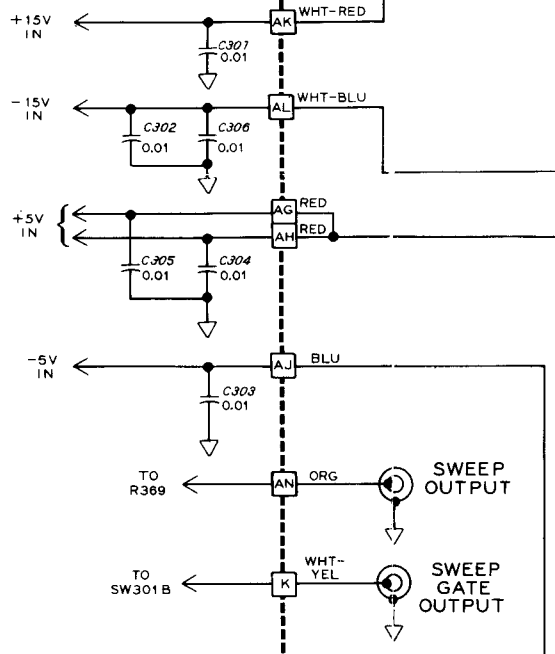 +15V
IN
AK
WHT-RED
C307
0.01
-15V
IN
AL
WHT-BLU
C302
0.01
C306
0.01
+5V
IN
AG
RED
AH
RED
C305
0.01
C304
0.01
-5V
IN
AJ
BLU
C303
0.01
TO
R369
AN
ORG
SWEEP
OUTPUT
TO
SW301B
K
WHT-
YEL
SWEEP
GATE
OUTPUT